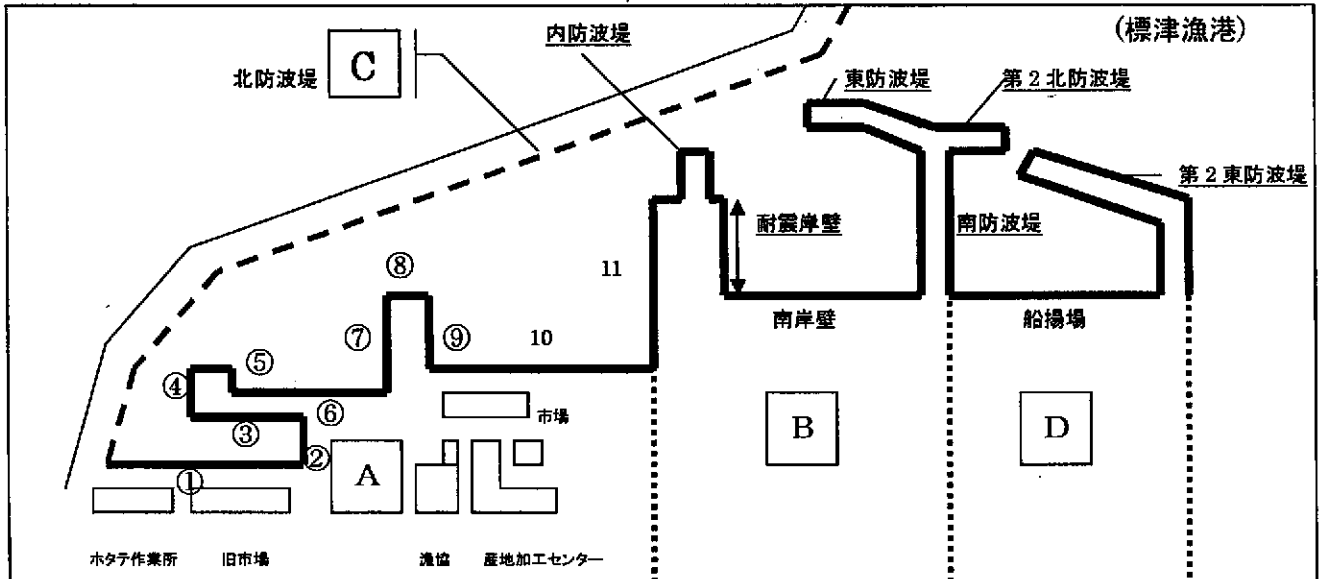 (標津漁港)
内防波堤
北防波堤
C
東防波堤
第2北防波堤
第2東防波堤
耐震岸壁
南防波堤
⑧
11
⑦
⑨
10
南岸壁
船揚場
⑤
④
⑥
③
市場
②
A
B
D
①
ホタテ作業所
旧市場
漁協
産地加工センター